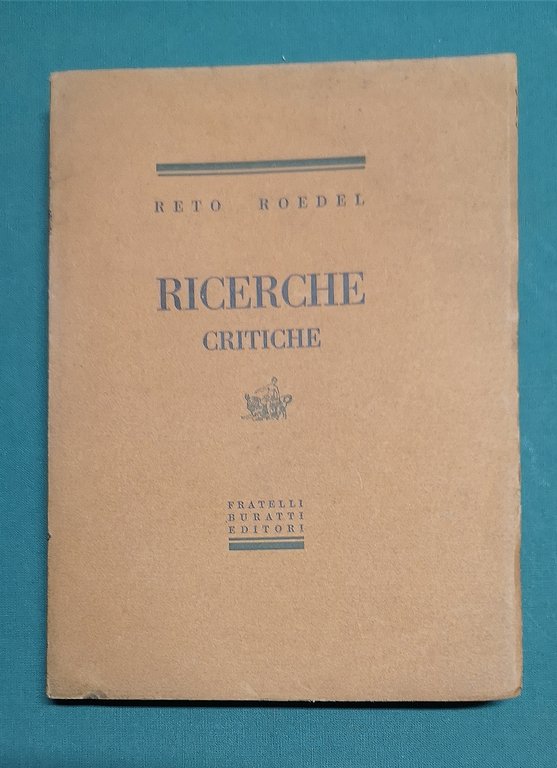 RETO ROEDEL
RICERCHE
CRITICHE
FRATELLI
BURATTI
EDITORI